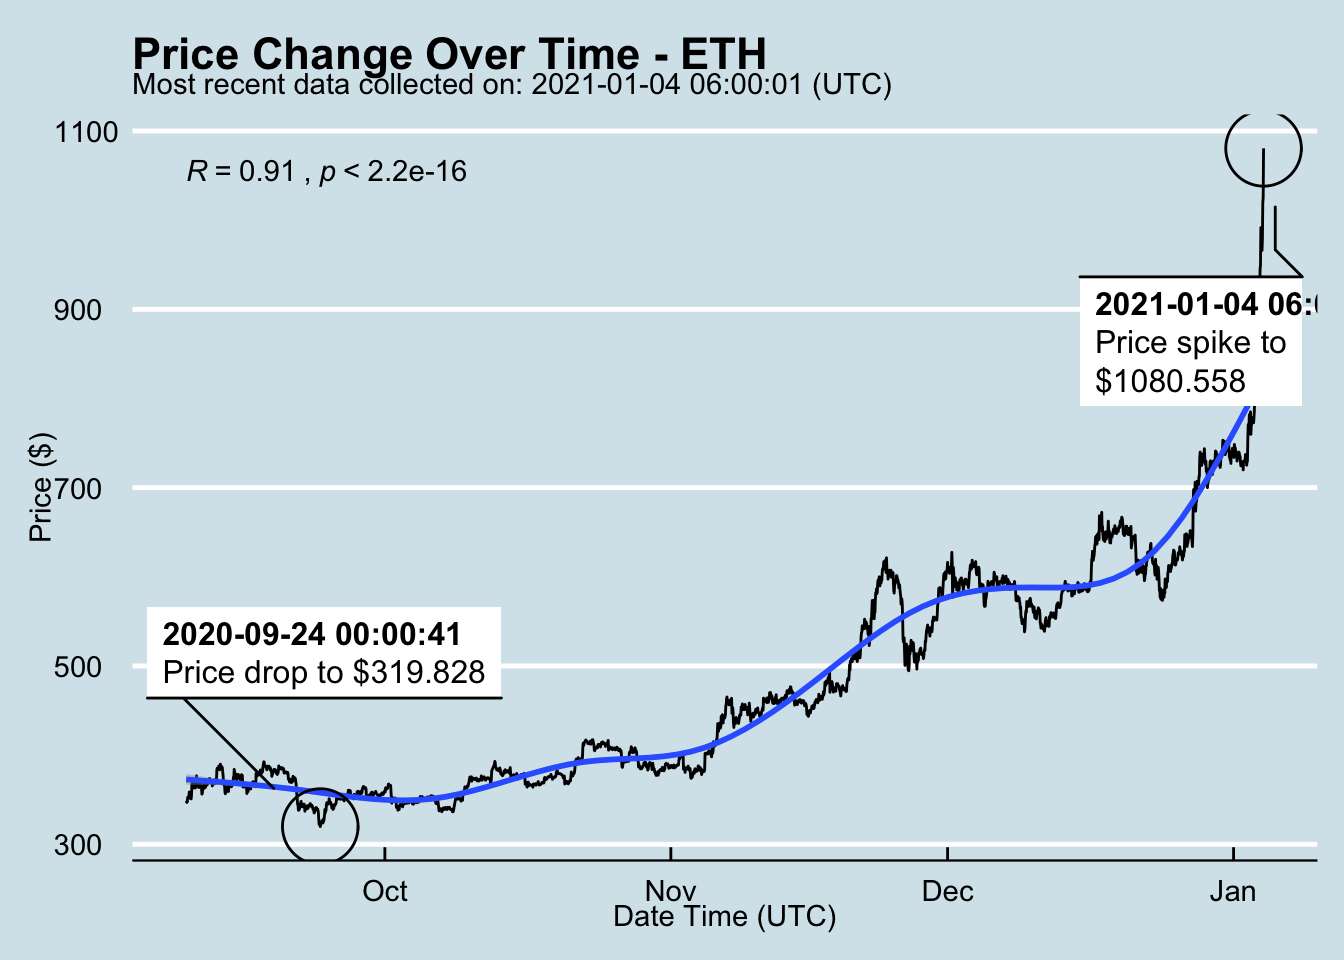 Price Change Over Time - ETH
Most recent data collected on: 2021-01-04 06:00:01 (UTC)
1100
R = 0.91 , p < 2.2e-16
900
2021-01-04 06:
Price spike to
$1080.558
Price ($)
700
2020-09-24 00:00:41
Price drop to $319.828
500
300
Oct
Nov
Dec
Jan
Date Time (UTC)